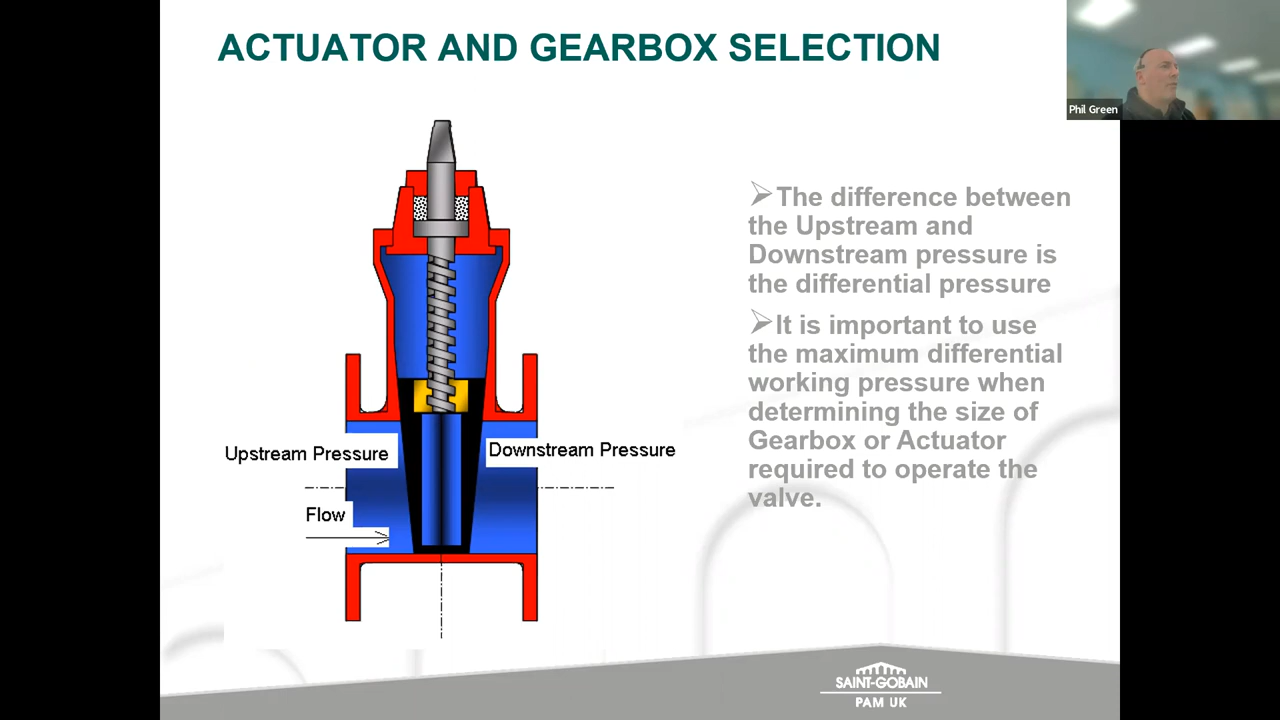 ACTUATOR AND GEARBOX SELECTION
Phil Green
The difference between
the Upstream and
Downstream pressure is
the differential pressure
It is important to use
the maximum differential
working pressure when
determining the size of
Gearbox or Actuator
required to operate the
valve.
Upstream Pressure
Downstream Pressure
Flow
SAINT-GOBAIN
PAM UK